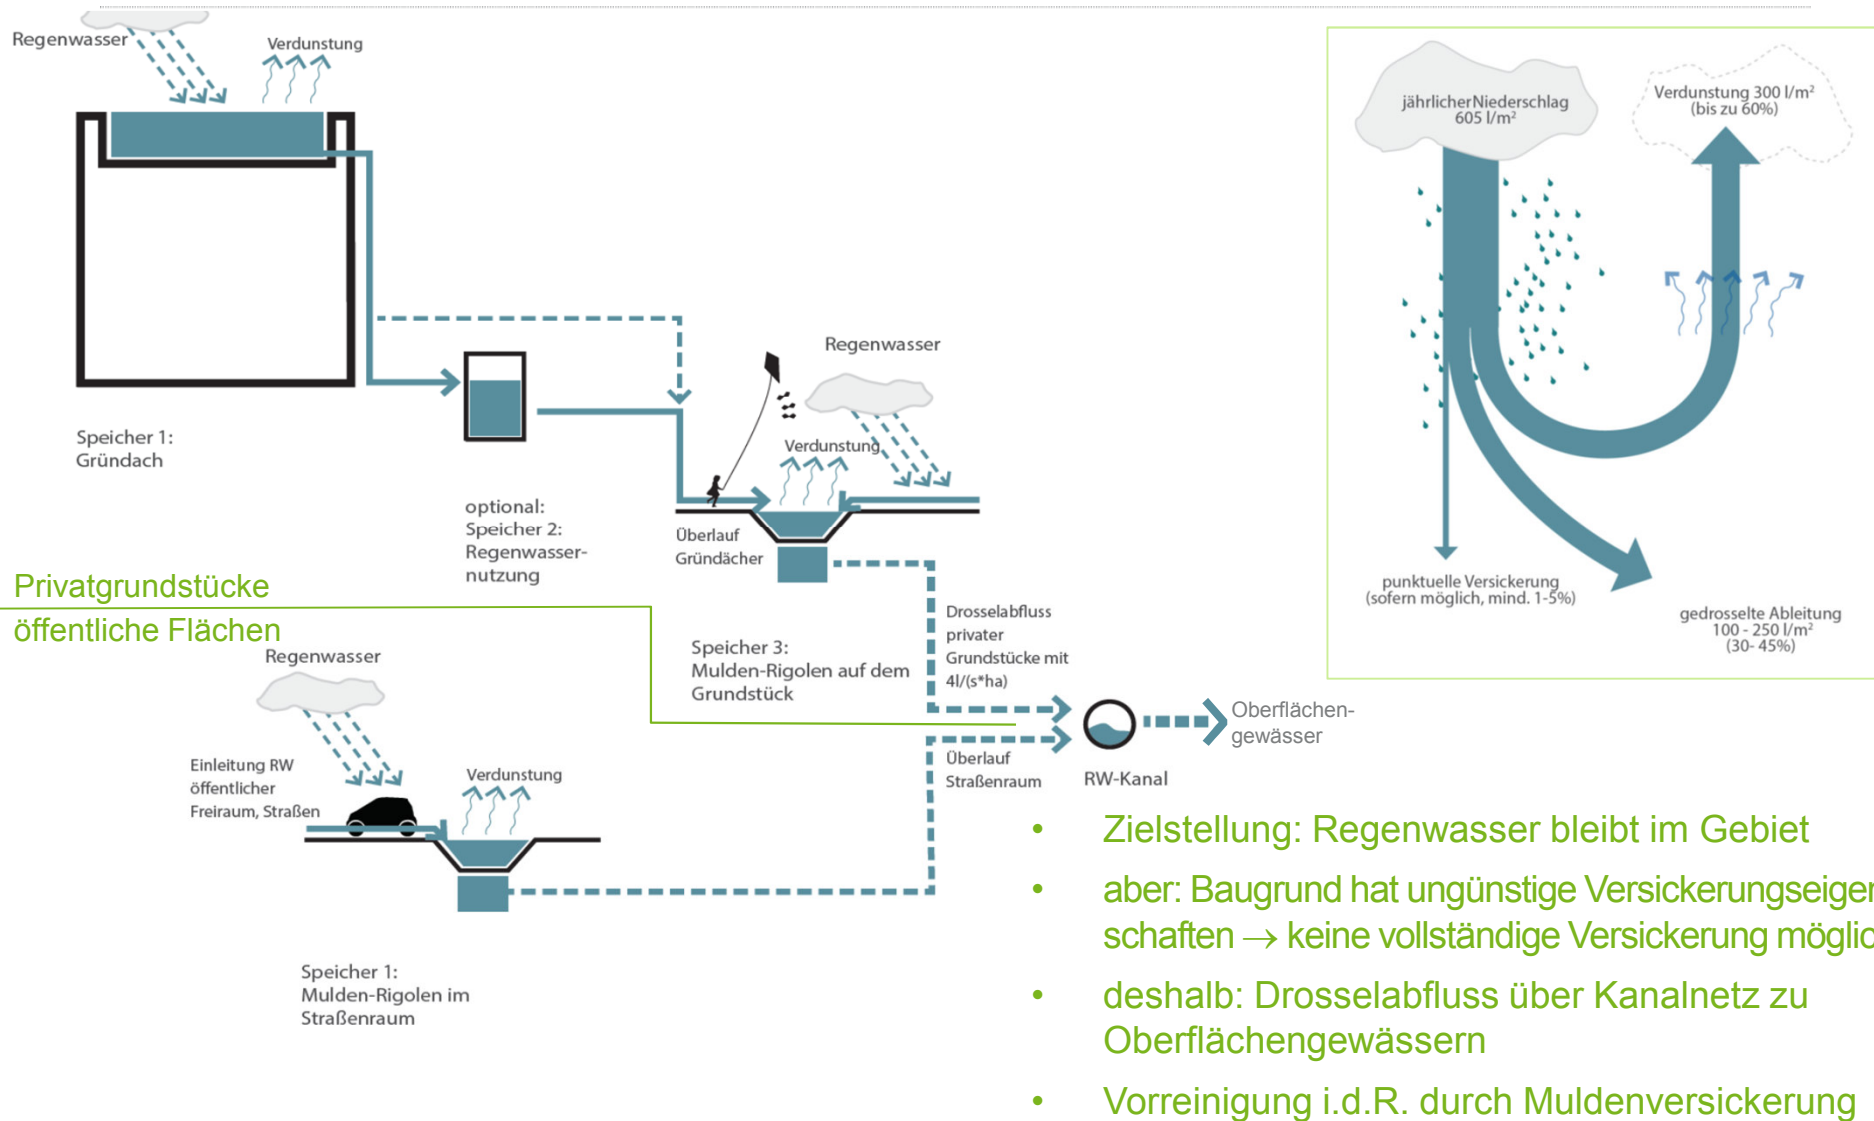 Regenwasser
Verdunstung
Speicher 1:
Gründach
optional:
Speicher 2:
Regenwasser-
nutzung
Regenwasser
Verdunstung
Überlauf
Gründächer
Speicher 3:
Mulden-Rigolen auf dem
Grundstück
Drosselabfluss
privater
Grundstücke mit
4l/(s*ha)
Privatgrundstücke
öffentliche Flächen
Regenwasser
Einleitung RW
öffentlicher
Freiraum, Straßen
Verdunstung
Speicher 1:
Mulden-Rigolen im
Straßenraum
Überlauf
Straßenraum
RW-Kanal
Oberflächen-
gewässer
jährlicher Niederschlag
605 l/m²
Verdunstung 300 l/m²
(bis zu 60%)
punktuelle Versickerung
(sofern möglich, mind. 1-5%)
gedrosselte Ableitung
100 - 250 l/m²
(30- 45%)
• Zielstellung: Regenwasser bleibt im Gebiet
• aber: Baugrund hat ungünstige Versickerungseigen
schaften → keine vollständige Versickerung möglic
• deshalb: Drosselabfluss über Kanalnetz zu
Oberflächengewässern
• Vorreinigung i.d.R. durch Muldenversickerung